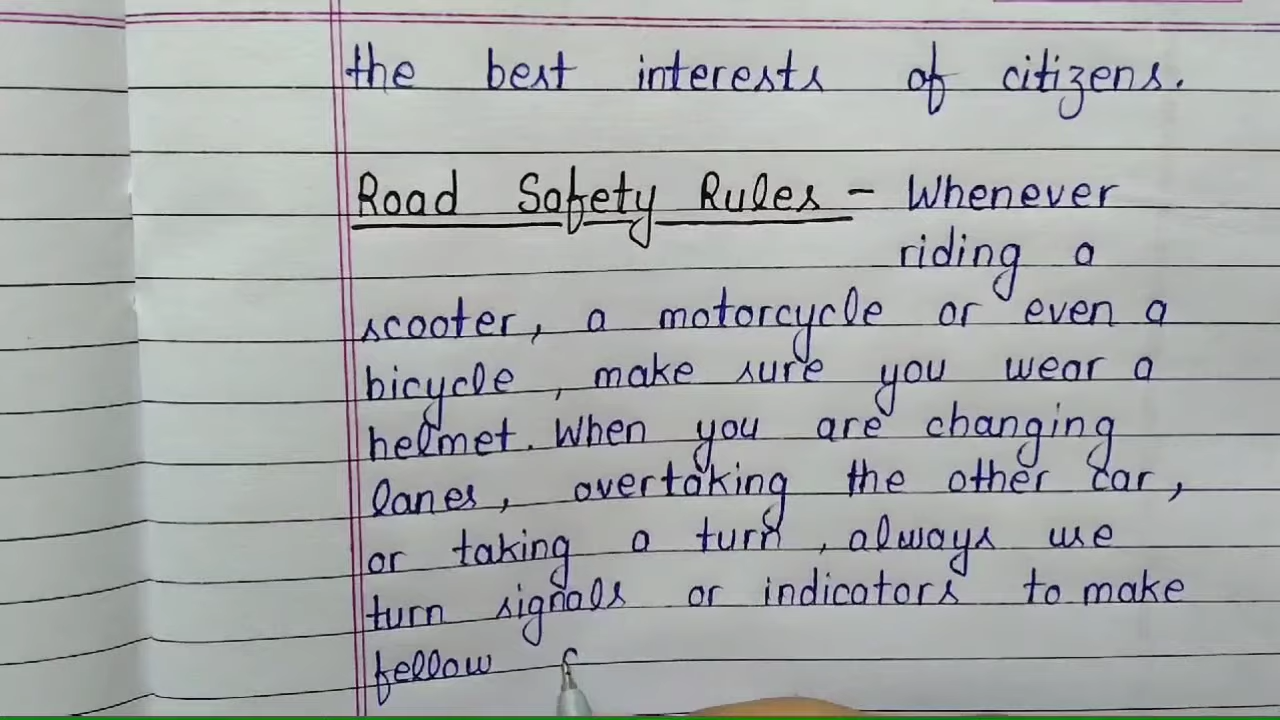 the best interests of citizens.
Road Safety Rules - Whenever
riding a
scooter, a motorcycle or even a
bicycle, make sure you wear a
helmet. When you are changing
lanes, overtaking the other car,
or taking a turn, always use
turn signals or indicators to make
fellow